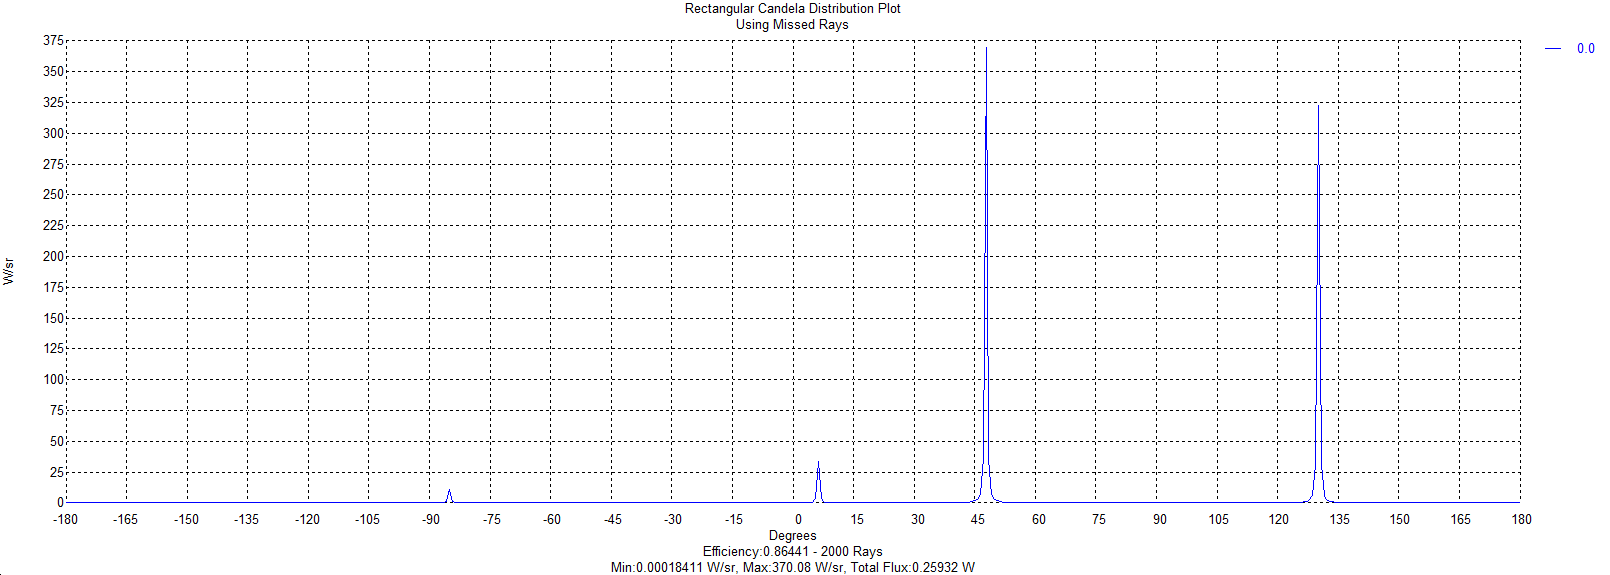 Rectangular Candela Distribution Plot
Using Missed Rays
0.0
375
350
325
300
275
250
225
200
175
150
125
100
75
50
25
0
W/sr
-180 -165 -150 -135 -120 -105 -90 -75 -60 -45 -30 -15 0 15 30 45 60 75 90 105 120 135 150 165 180
Degrees
Efficiency:0.86441 - 2000 Rays
Min:0.00018411 W/sr, Max:370.08 W/sr, Total Flux:0.25932 W